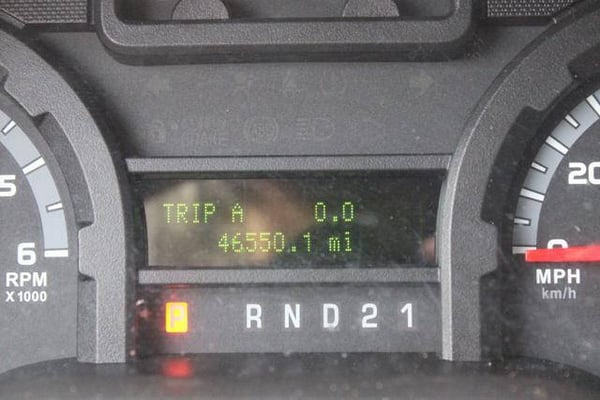 TRIP A 0.0
46550.1 mi
5
6
RPM
X1000
20
0
MPH
km/h
P R N D 2 1